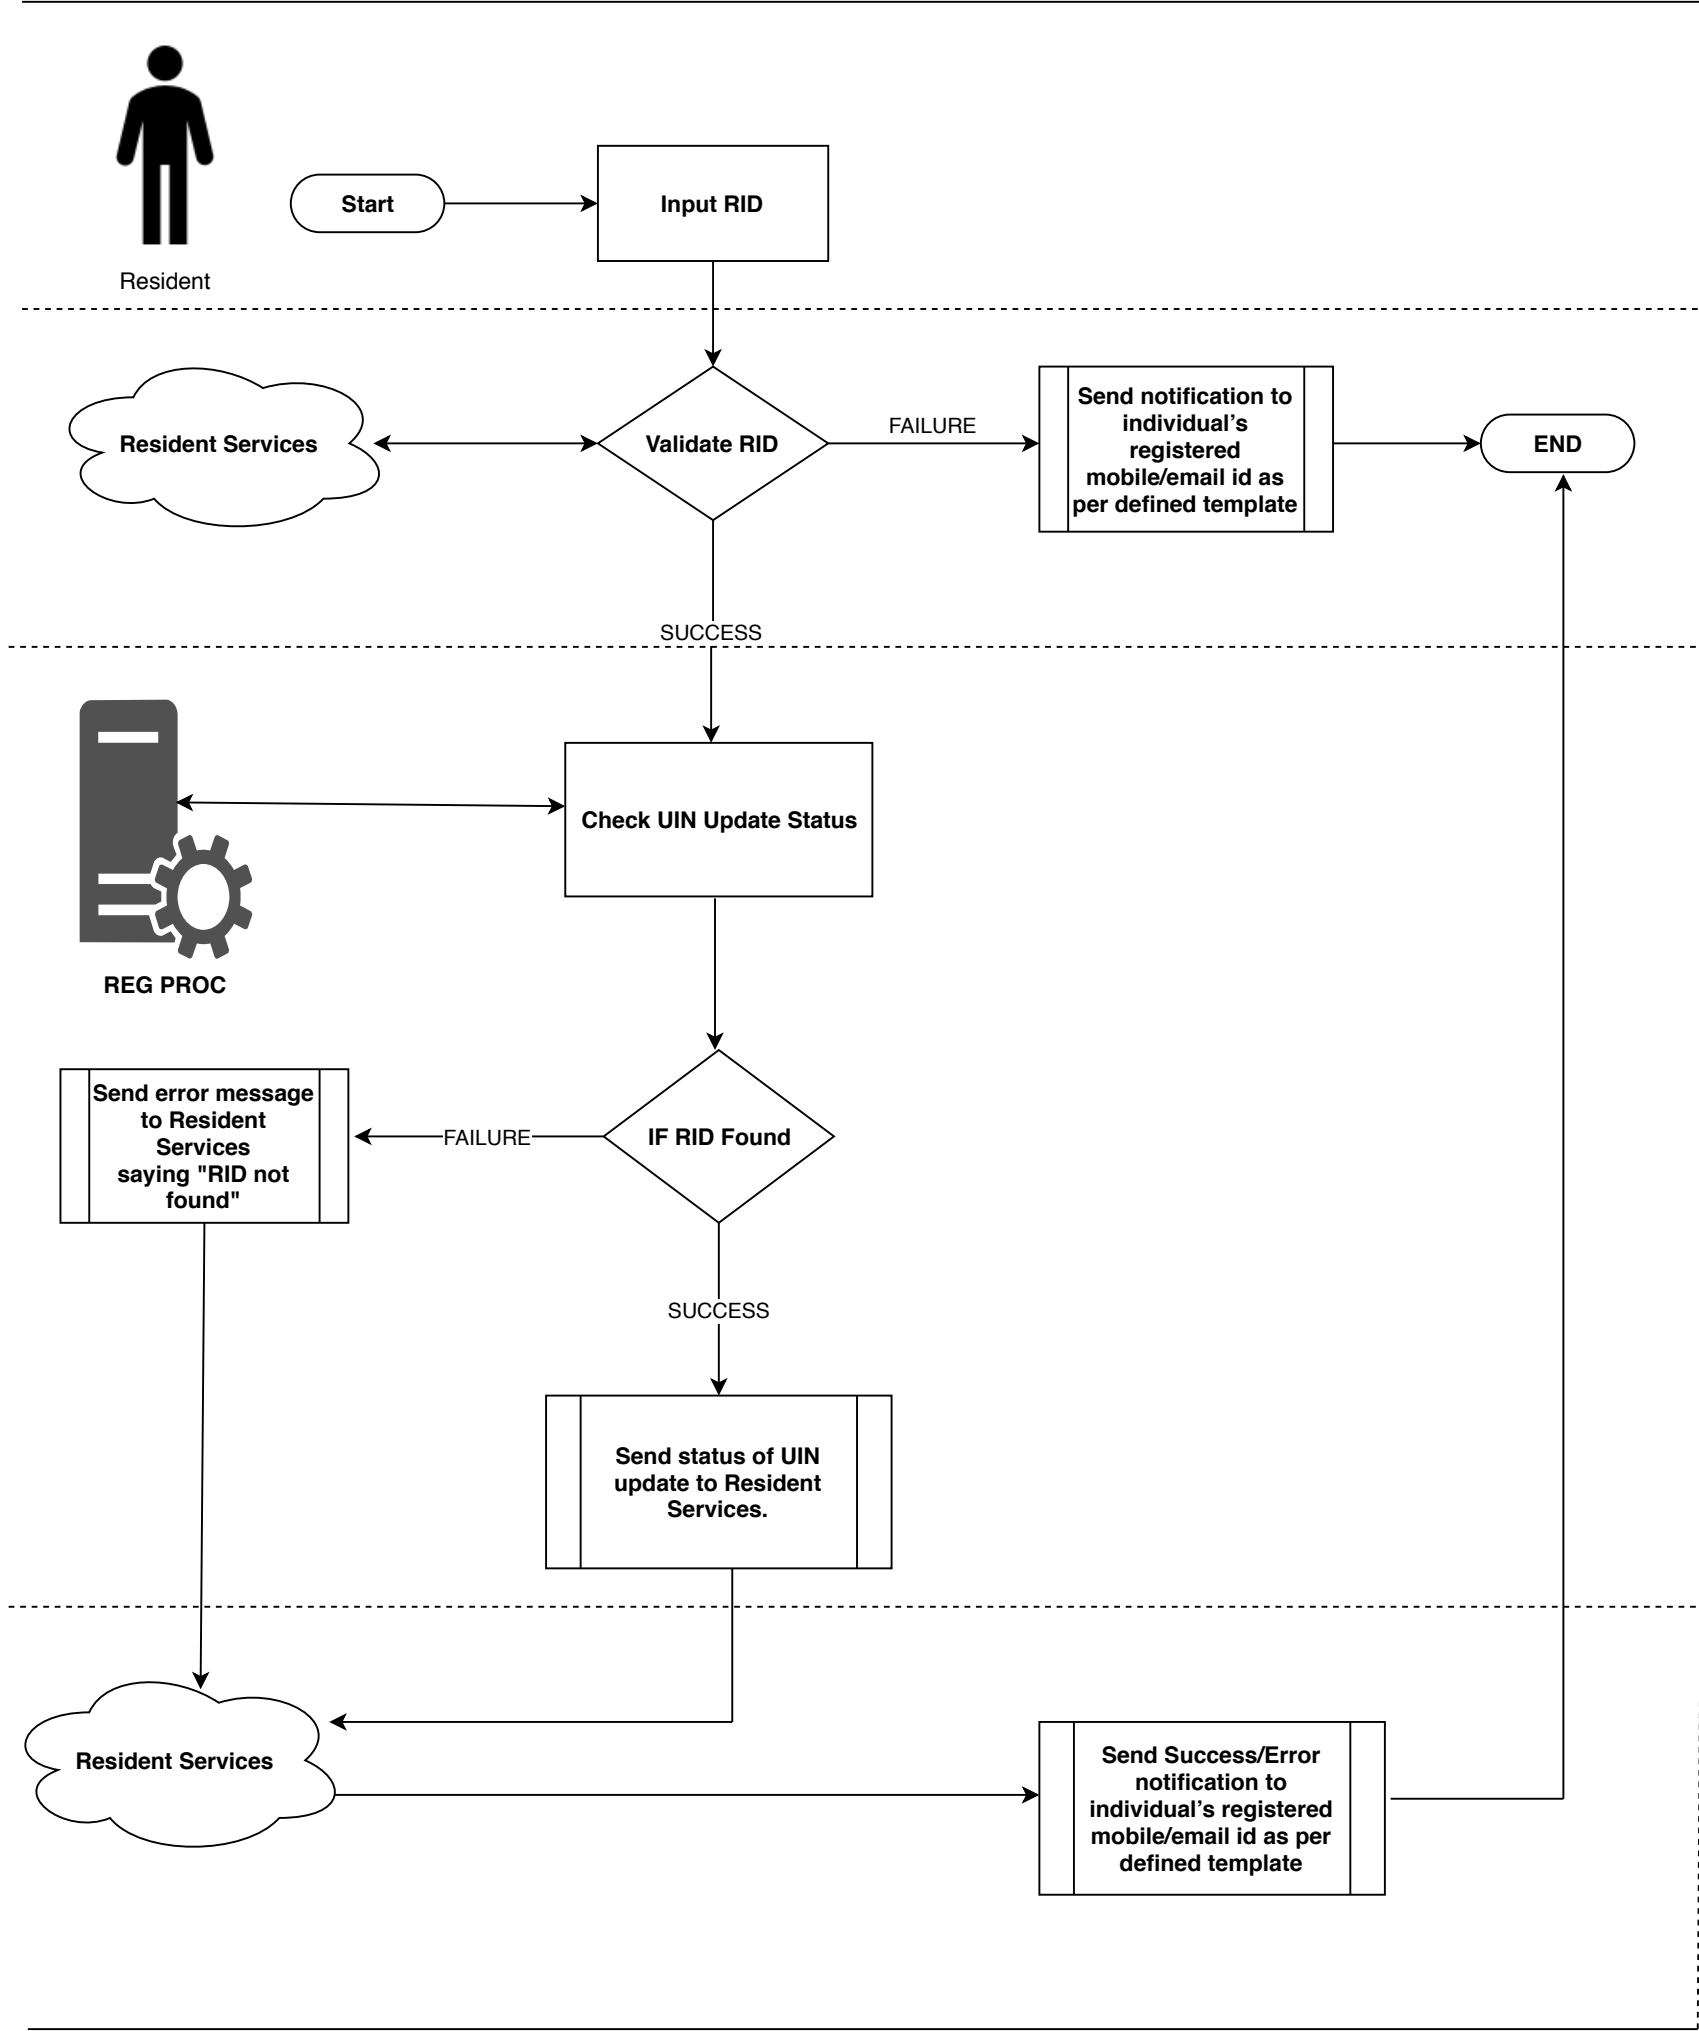 Start
Input RID
Resident
Resident Services
Validate RID
FAILURE
Send notification to
individual’s
registered
mobile/email id as
per defined template
END
SUCCESS
Check UIN Update Status
REG PROC
Send error message
to Resident
Services
saying "RID not
found"
FAILURE
IF RID Found
SUCCESS
Send status of UIN
update to Resident
Services.
Resident Services
Send Success/Error
notification to
individual’s registered
mobile/email id as per
defined template